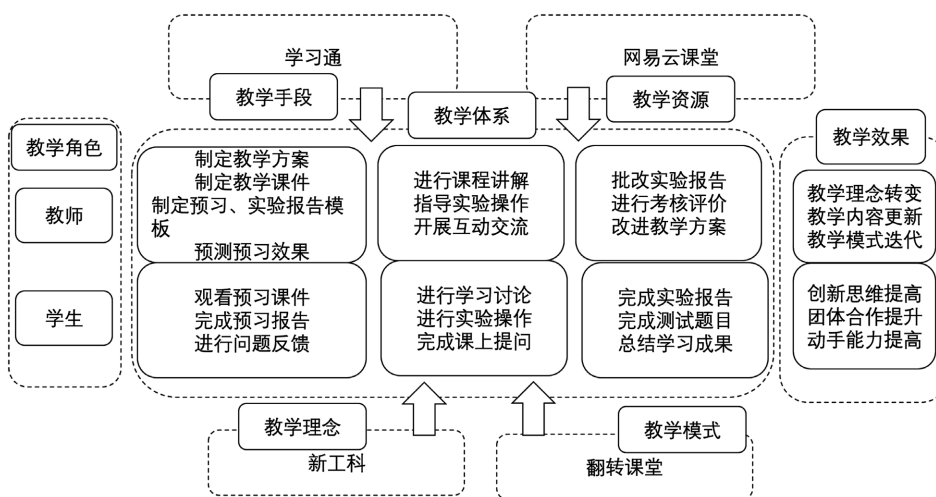 学习通
网易云课堂
教学手段
教学资源
教学体系
教学角色
教师
学生
制定教学方案
制定教学课件
制定预习、实验报告模
板
预测预习效果
进行课程讲解
指导实验操作
开展互动交流
批改实验报告
进行考核评价
改进教学方案
观看预习课件
完成预习报告
进行问题反馈
进行学习讨论
进行实验操作
完成课上提问
完成实验报告
完成测试题目
总结学习成果
教学效果
教学理念转变
教学内容更新
教学模式迭代
创新思维提高
团体合作提升
动手能力提高
教学理念
新工科
教学模式
翻转课堂